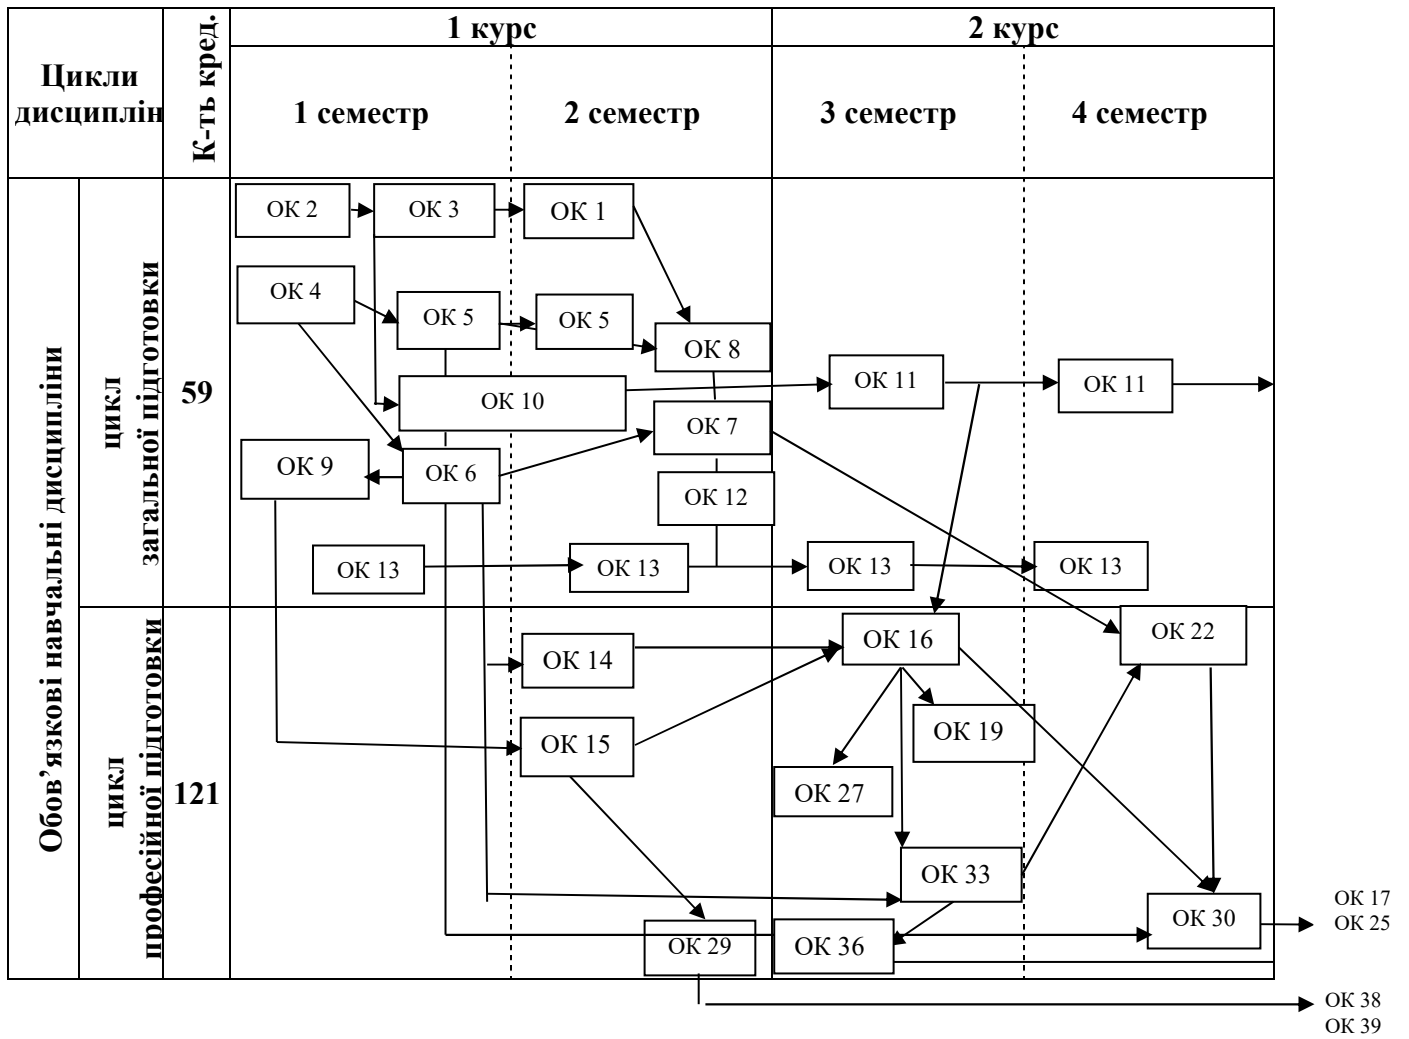 Цикли
дисциплін
К-ть кред.
1 курс
2 курс
1 семестр
2 семестр
3 семестр
4 семестр
Обов’язкові навчальні дисципліни
цикл
загальної підготовки
59
ОК 2
ОК 3
ОК 1
ОК 4
ОК 5
ОК 5
ОК 8
ОК 10
ОК 11
ОК 11
ОК 7
ОК 9
ОК 6
ОК 12
ОК 13
ОК 13
ОК 13
ОК 13
цикл
професійної підготовки
121
ОК 14
ОК 16
ОК 22
ОК 15
ОК 19
ОК 27
ОК 33
ОК 29
ОК 36
ОК 30
ОК 17
ОК 25
ОК 38
ОК 39